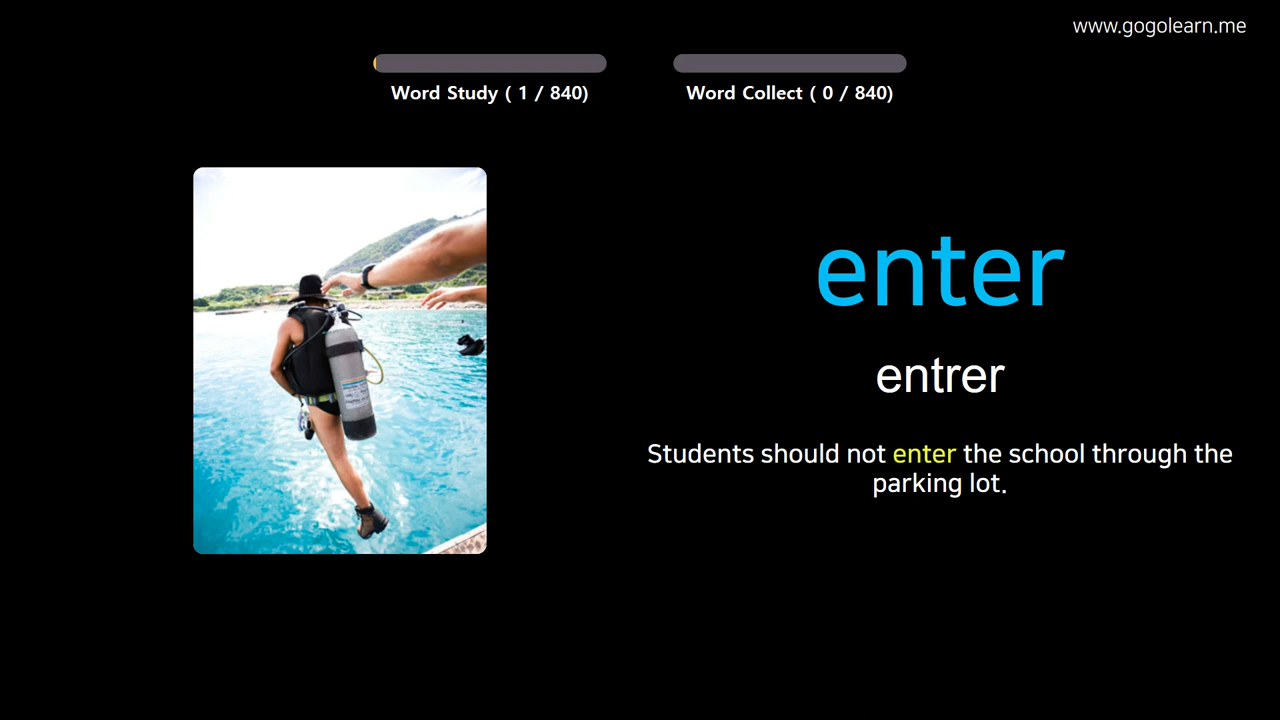 www.gogolearn.me
Word Study ( 1 / 840)
Word Collect ( 0 / 840)
enter
entrer
Students should not enter the school through the
parking lot.